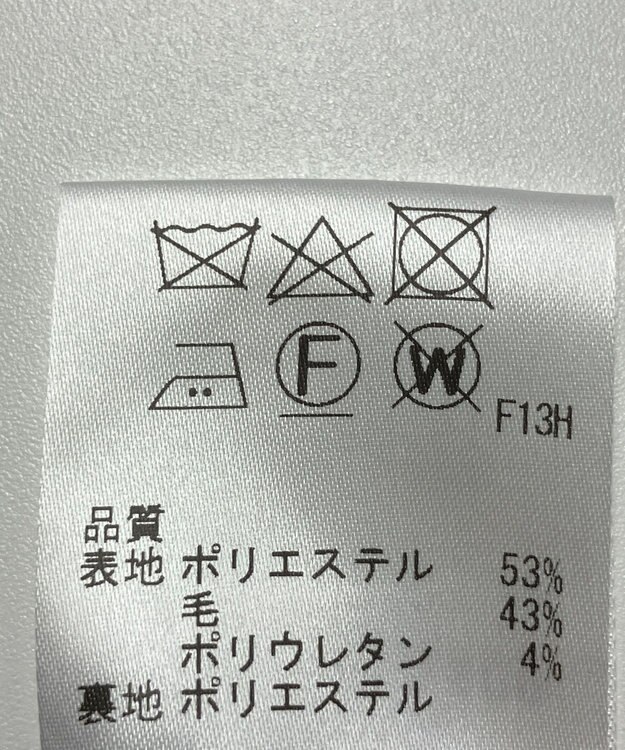 F W F13H
品質
表地 ポリエステル 53%
毛 43%
ポリウレタン 4%
裏地 ポリエステル